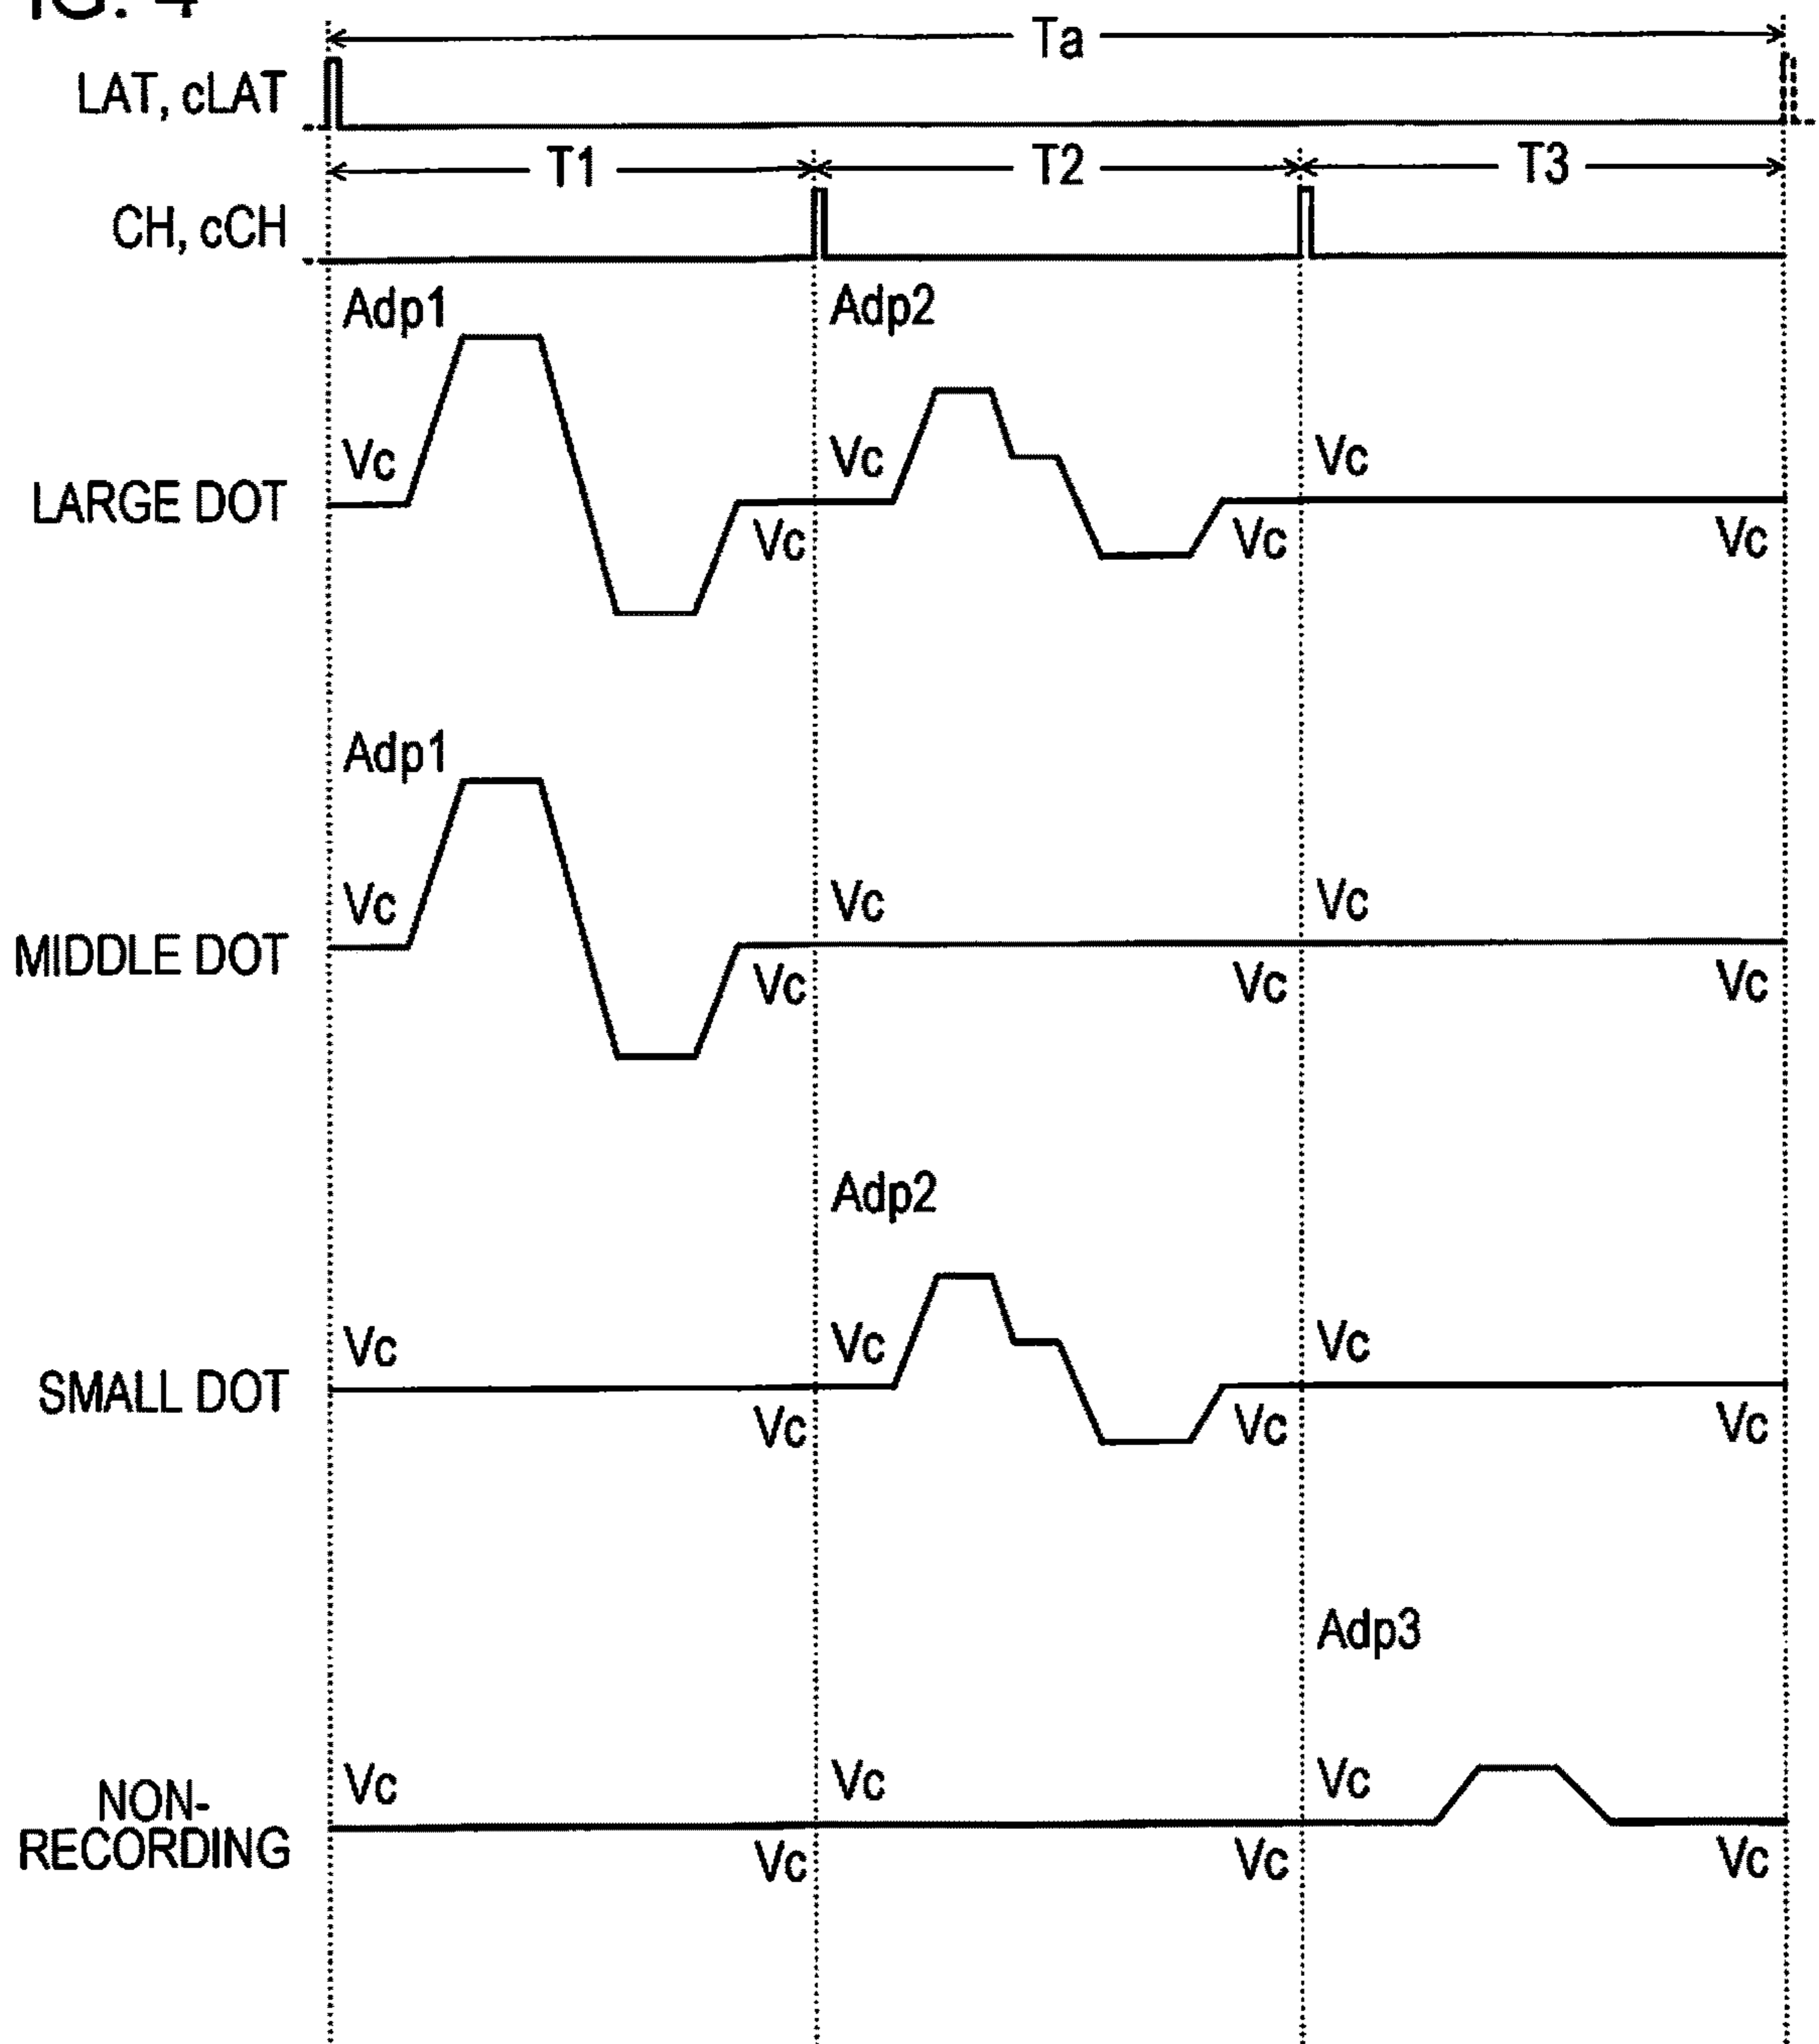 FIG. 4
Ta
LAT, cLAT
T1 T2 T3
CH, cCH
Adp1 Adp2
Vc Vc Vc
LARGE DOT
Vc Vc Vc
Adp1
Vc Vc Vc
MIDDLE DOT
Vc Vc Vc
Adp2
Vc Vc Vc
SMALL DOT
Vc Vc Vc
Adp3
Vc Vc Vc
NON-
RECORDING
Vc Vc Vc